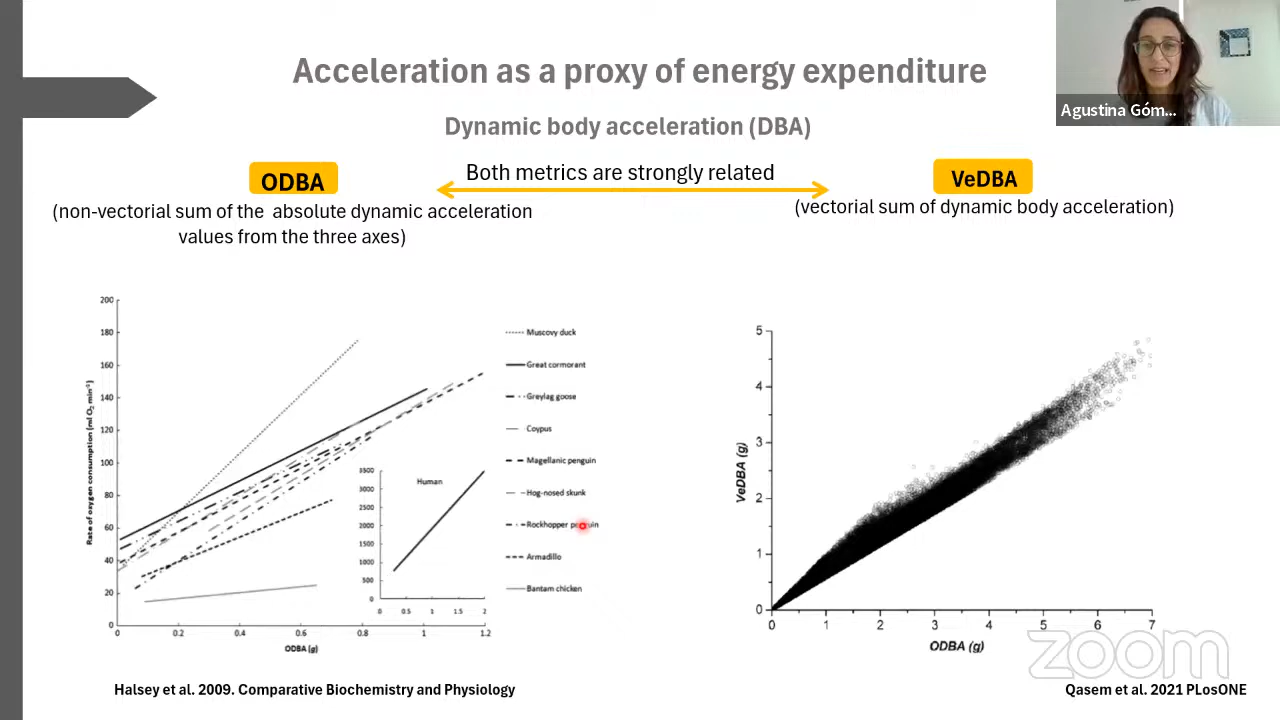 Acceleration as a proxy of energy expenditure
Agustina Góm...
Dynamic body acceleration (DBA)
Both metrics are strongly related
ODBA
VeDBA
(non-vectorial sum of the absolute dynamic acceleration
values from the three axes)
(vectorial sum of dynamic body acceleration)
200
180
160
140
120
100
80
60
40
20
0
Rate of oxygen consumption (ml O₂ min⁻¹)
0 0.2 0.4 0.6 0.8 1 1.2
ODBA (g)
Human
3500
3000
2500
2000
1500
1000
500
0
0 0.5 1 1.5 2
Muscovy duck
Great cormorant
Greylag goose
Coypus
Magellanic penguin
Hog-nosed skunk
Rockhopper penguin
Armadillo
Bantam chicken
5
4
3
2
1
0
VeDBA (g)
0 1 2 3 4 5 6 7
ODBA (g)
zoom
Halsey et al. 2009. Comparative Biochemistry and Physiology
Qasem et al. 2021 PLosONE